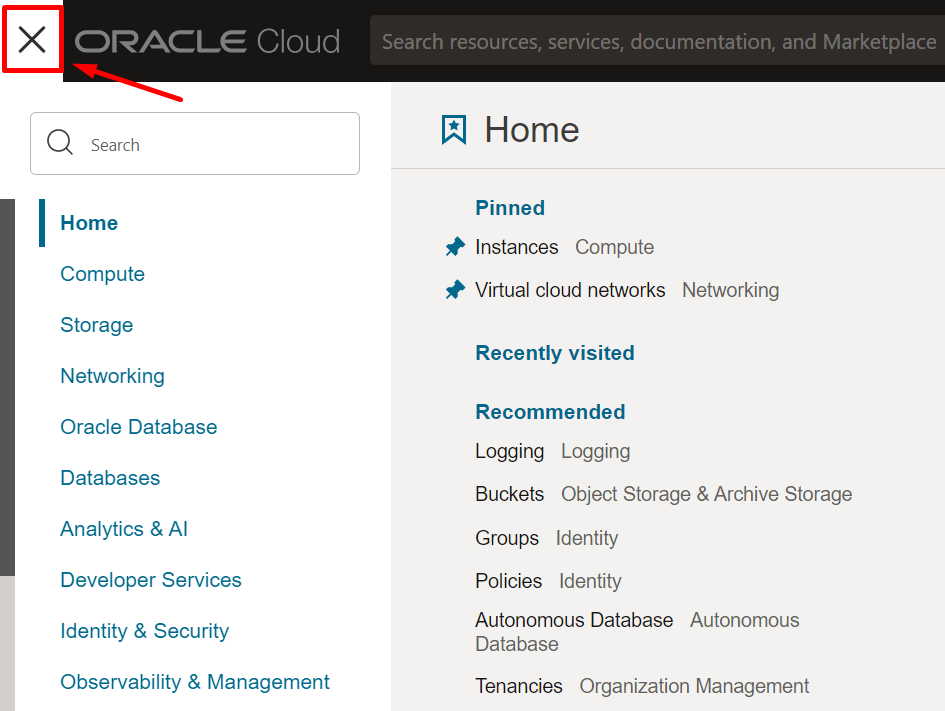 ORACLE Cloud
Search resources, services, documentation, and Marketplace
Search
Home
Compute
Storage
Networking
Oracle Database
Databases
Analytics & AI
Developer Services
Identity & Security
Observability & Management
Home
Pinned
Instances Compute
Virtual cloud networks Networking
Recently visited
Recommended
Logging Logging
Buckets Object Storage & Archive Storage
Groups Identity
Policies Identity
Autonomous Database Autonomous
Database
Tenancies Organization Management